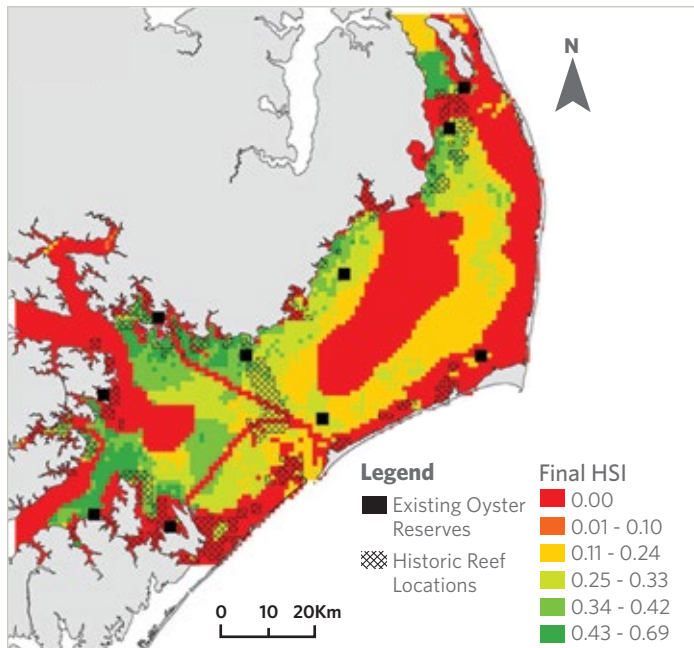 N
Legend
Existing Oyster
Reserves
Historic Reef
Locations
Final HSI
0.00
0.01 - 0.10
0.11 - 0.24
0.25 - 0.33
0.34 - 0.42
0.43 - 0.69
0 10 20Km